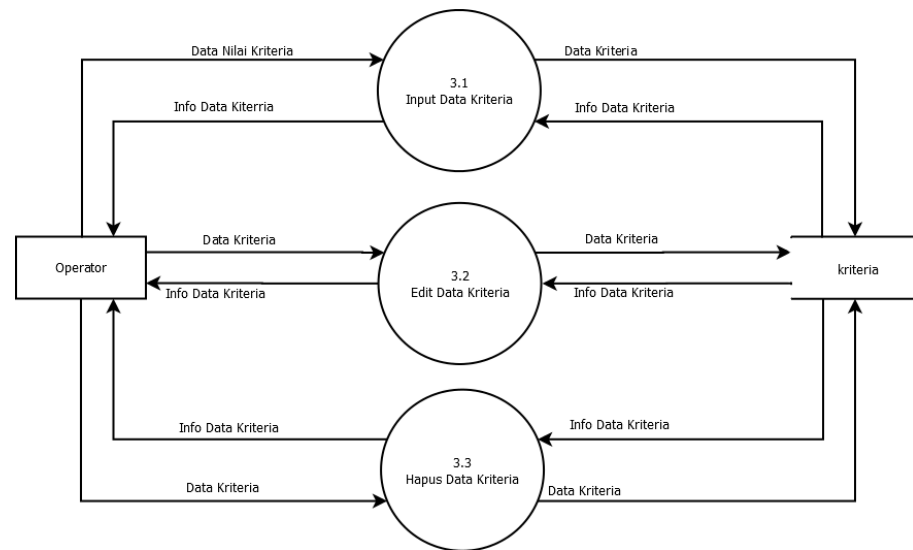 Data Nilai Kriteria
Data Kriteria
3.1
Input Data Kriteria
Info Data Kiterria
Info Data Kriteria
Data Kriteria
Data Kriteria
Operator
3.2
Edit Data Kriteria
kriteria
Info Data Kriteria
Info Data Kriteria
Info Data Kriteria
Info Data Kriteria
3.3
Hapus Data Kriteria
Data Kriteria
Data Kriteria